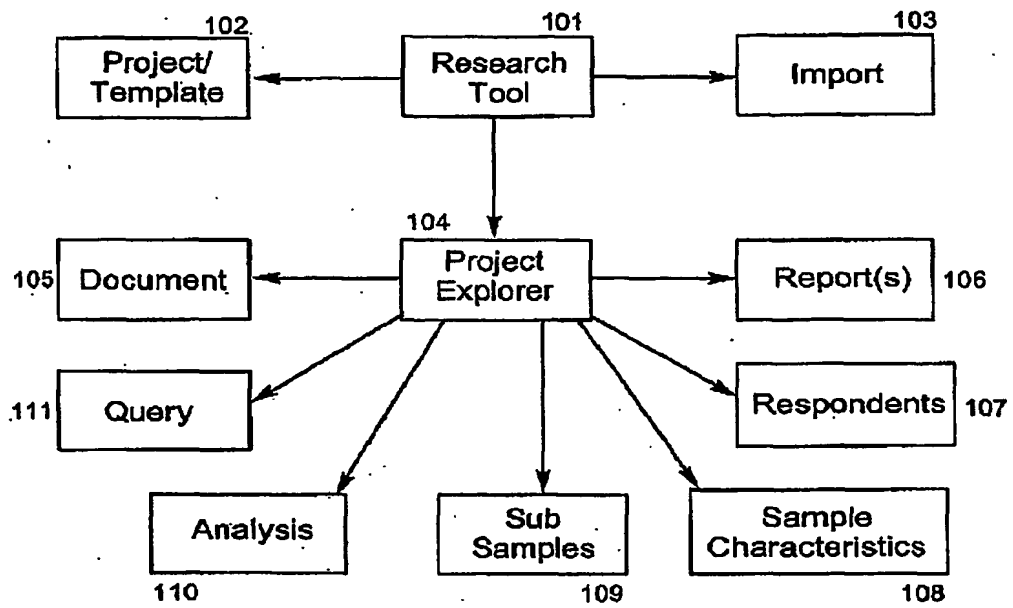 102
101
103
Project/
Template
Research
Tool
Import
104
105
Document
Project
Explorer
Report(s)
106
111
Query
Respondents
107
Analysis
Sub
Samples
Sample
Characteristics
110
109
108